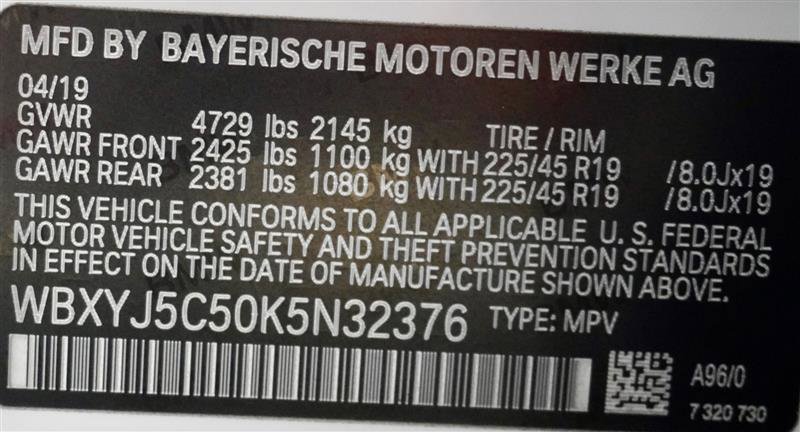 MFD BY BAYERISCHE MOTOREN WERKE AG
04/19
GVWR 4729 lbs 2145 kg TIRE / RIM
GAWR FRONT 2425 lbs 1100 kg WITH 225/45 R19 /8.0Jx19
GAWR REAR 2381 lbs 1080 kg WITH 225/45 R19 /8.0Jx19
THIS VEHICLE CONFORMS TO ALL APPLICABLE U. S. FEDERAL
MOTOR VEHICLE SAFETY AND THEFT PREVENTION STANDARDS
IN EFFECT ON THE DATE OF MANUFACTURE SHOWN ABOVE.
WBXYJ5C50K5N32376 TYPE: MPV
A96/0
7 320 730